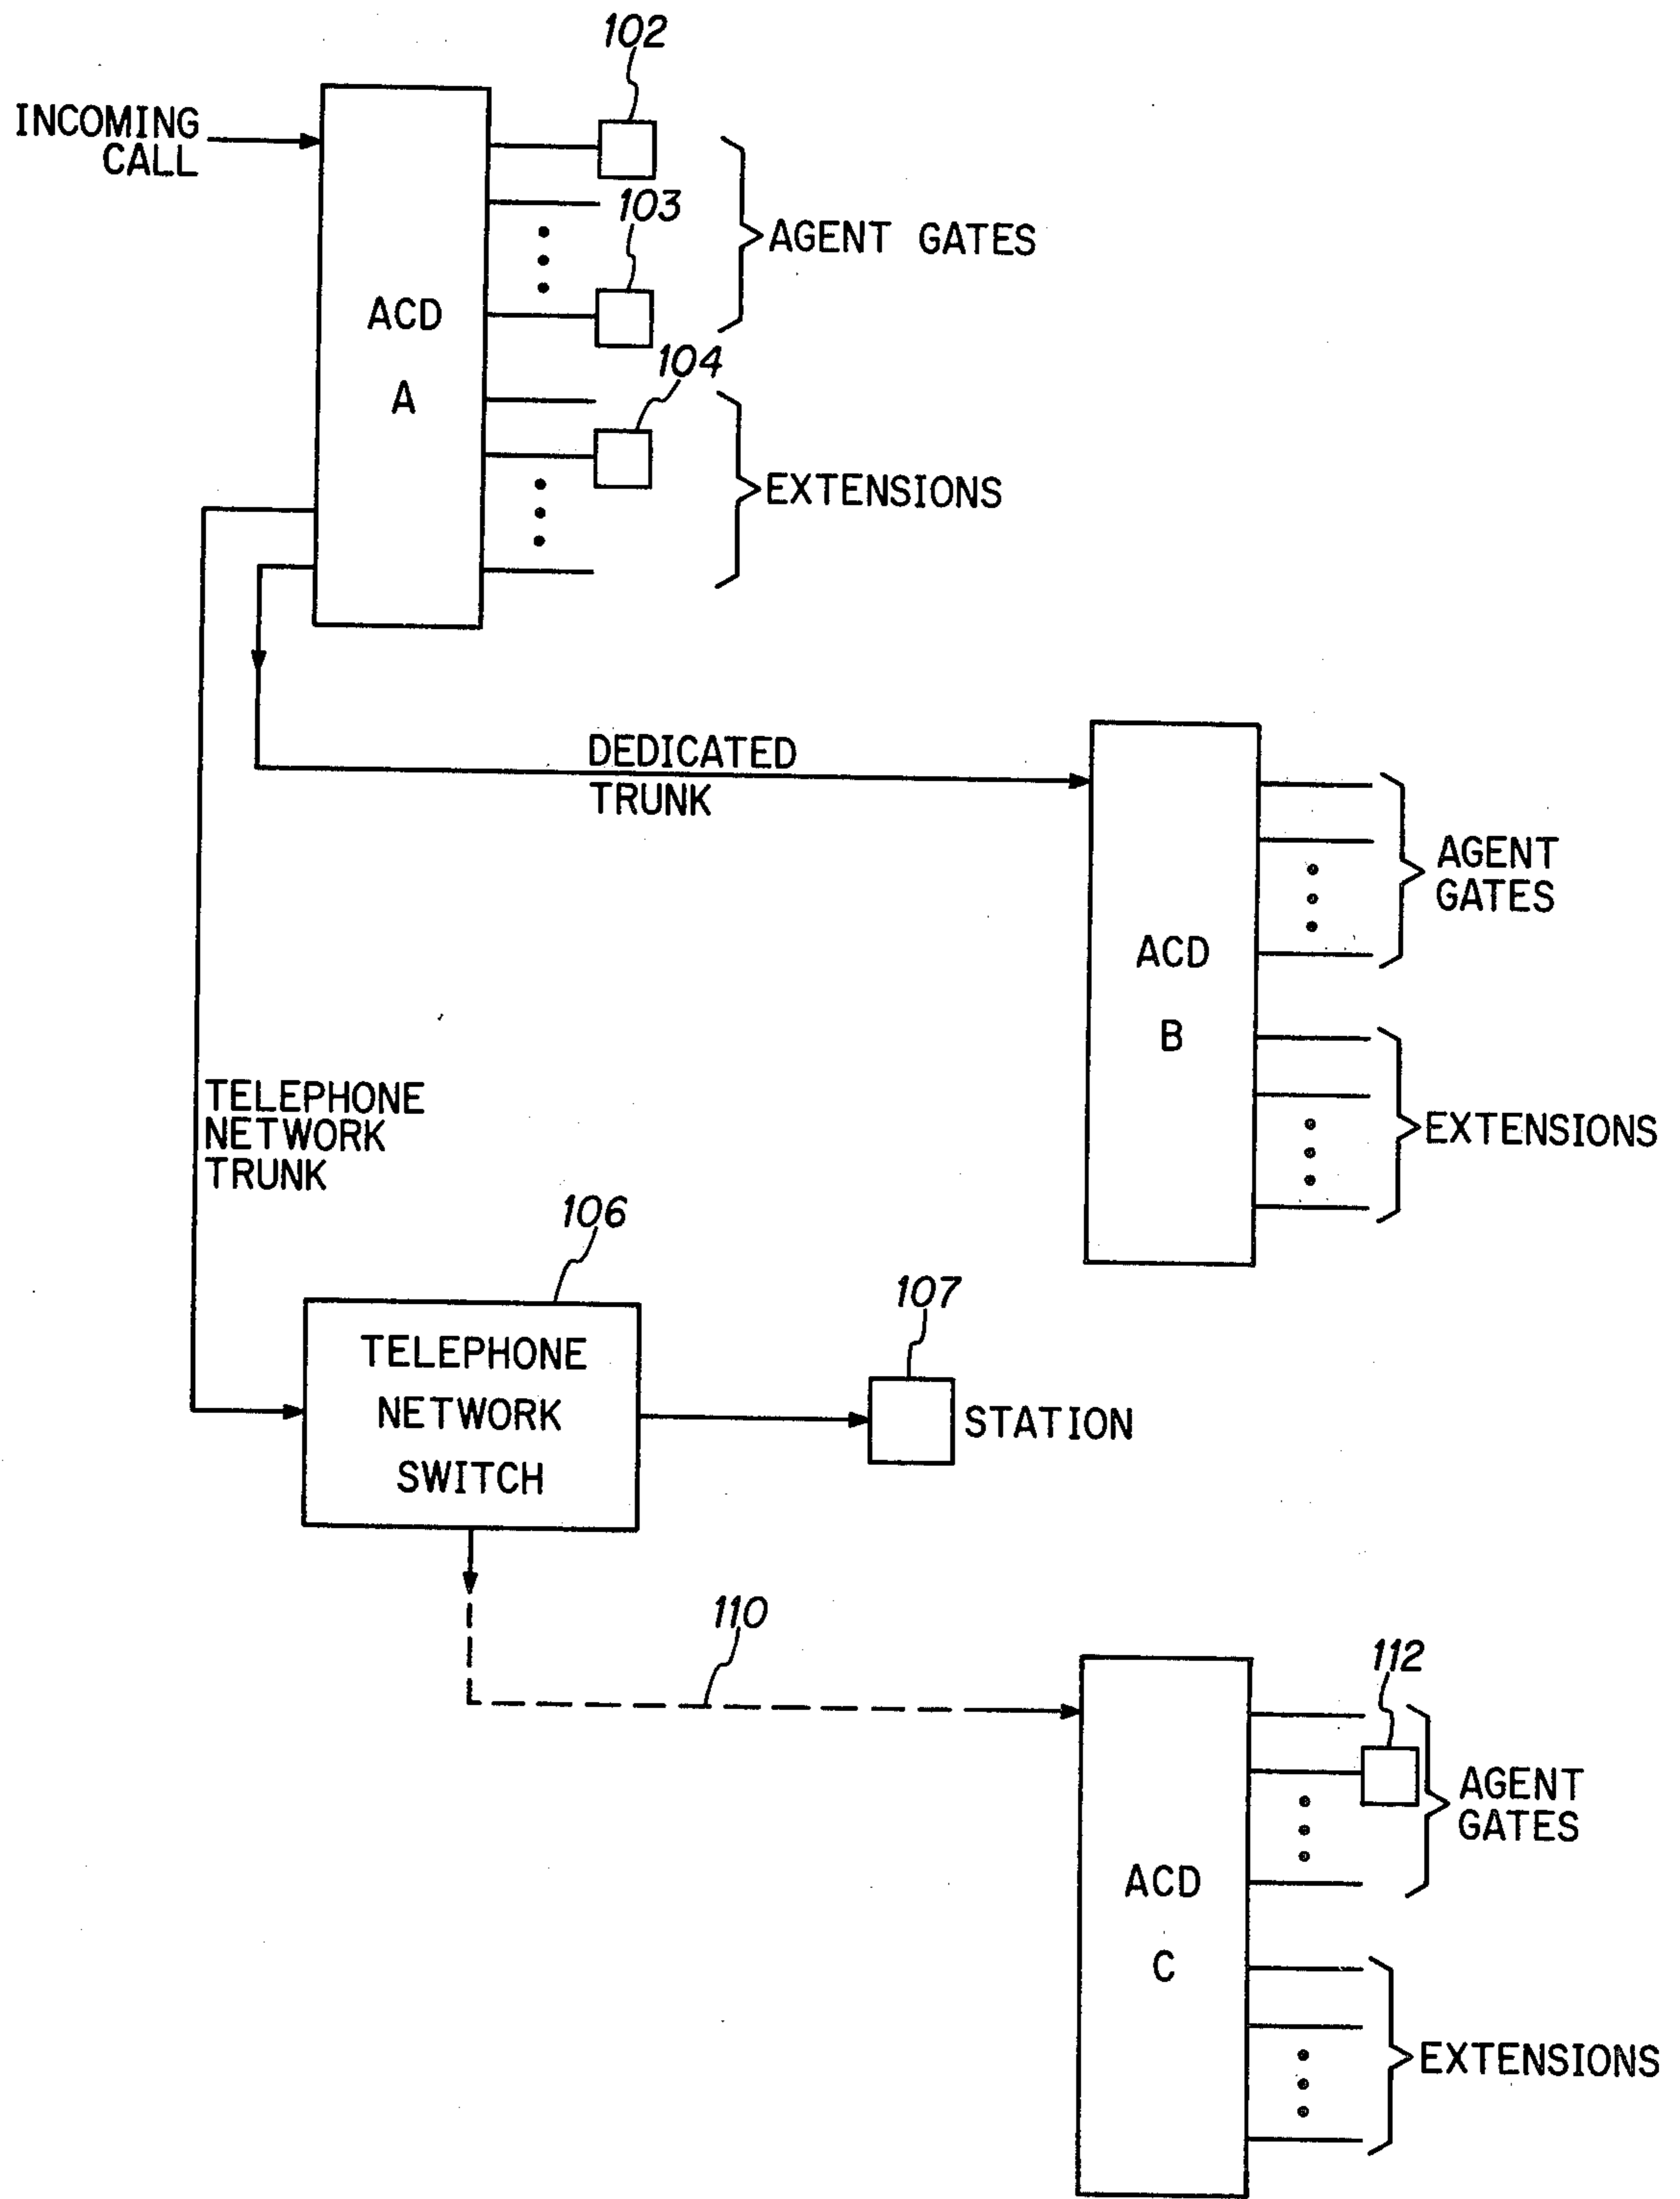 102
INCOMING
CALL
103
AGENT GATES
ACD
A
104
EXTENSIONS
DEDICATED
TRUNK
AGENT
GATES
ACD
B
EXTENSIONS
TELEPHONE
NETWORK
TRUNK
106
107
TELEPHONE
NETWORK
SWITCH
STATION
110
112
AGENT
GATES
ACD
C
EXTENSIONS